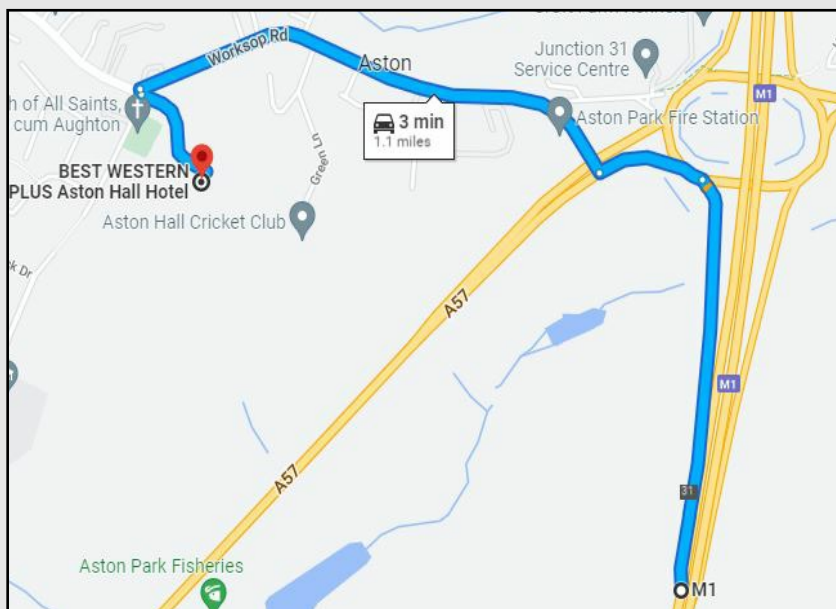 Worksop Rd
Aston
Junction 31
Service Centre
M1
h of All Saints,
cum Aughton
3 min
1.1 miles
Aston Park Fire Station
BEST WESTERN
PLUS Aston Hall Hotel
Green Ln
Aston Hall Cricket Club
A57
M1
A57
31
Aston Park Fisheries
M1